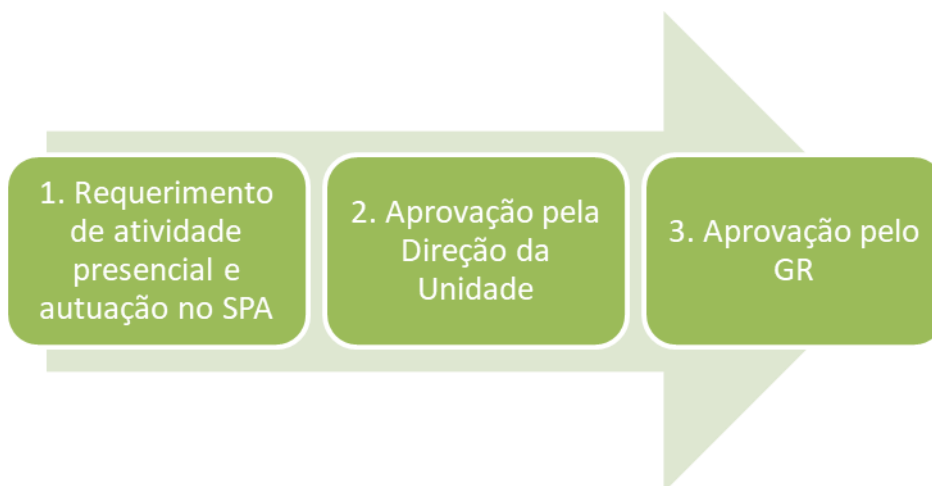 1. Requerimento
de atividade
presencial e
autuação no SPA
2. Aprovação pela
Direção da
Unidade
3. Aprovação pelo
GR